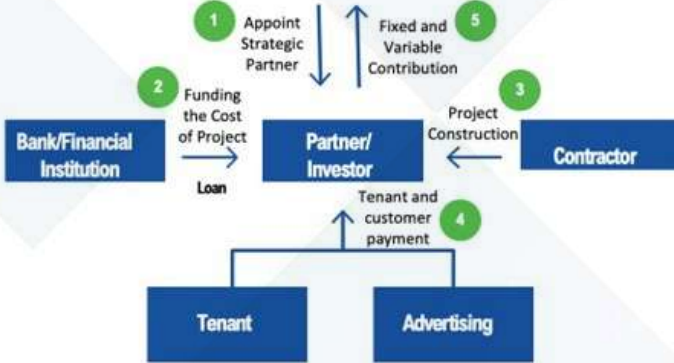 1
Appoint
Strategic
Partner
Fixed and
Variable
Contribution
5
2
Funding
the Cost
of Project
3
Project
Construction
Bank/Financial
Institution
Loan
Partner/
Investor
Contractor
Tenant and
customer
payment
4
Tenant
Advertising